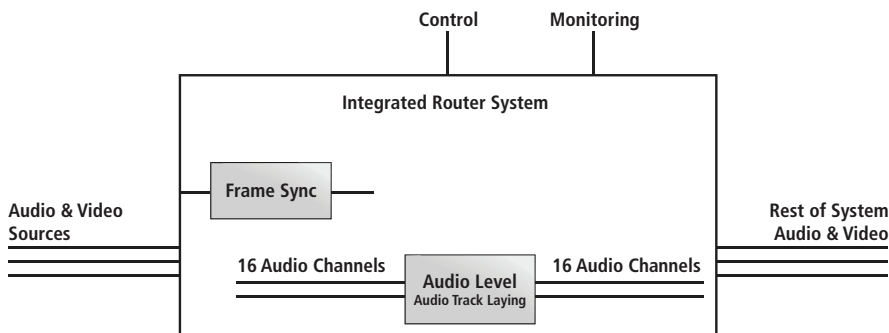 Control
Monitoring
Integrated Router System
Frame Sync
Audio & Video
Sources
Rest of System
Audio & Video
16 Audio Channels
Audio Level
Audio Track Laying
16 Audio Channels